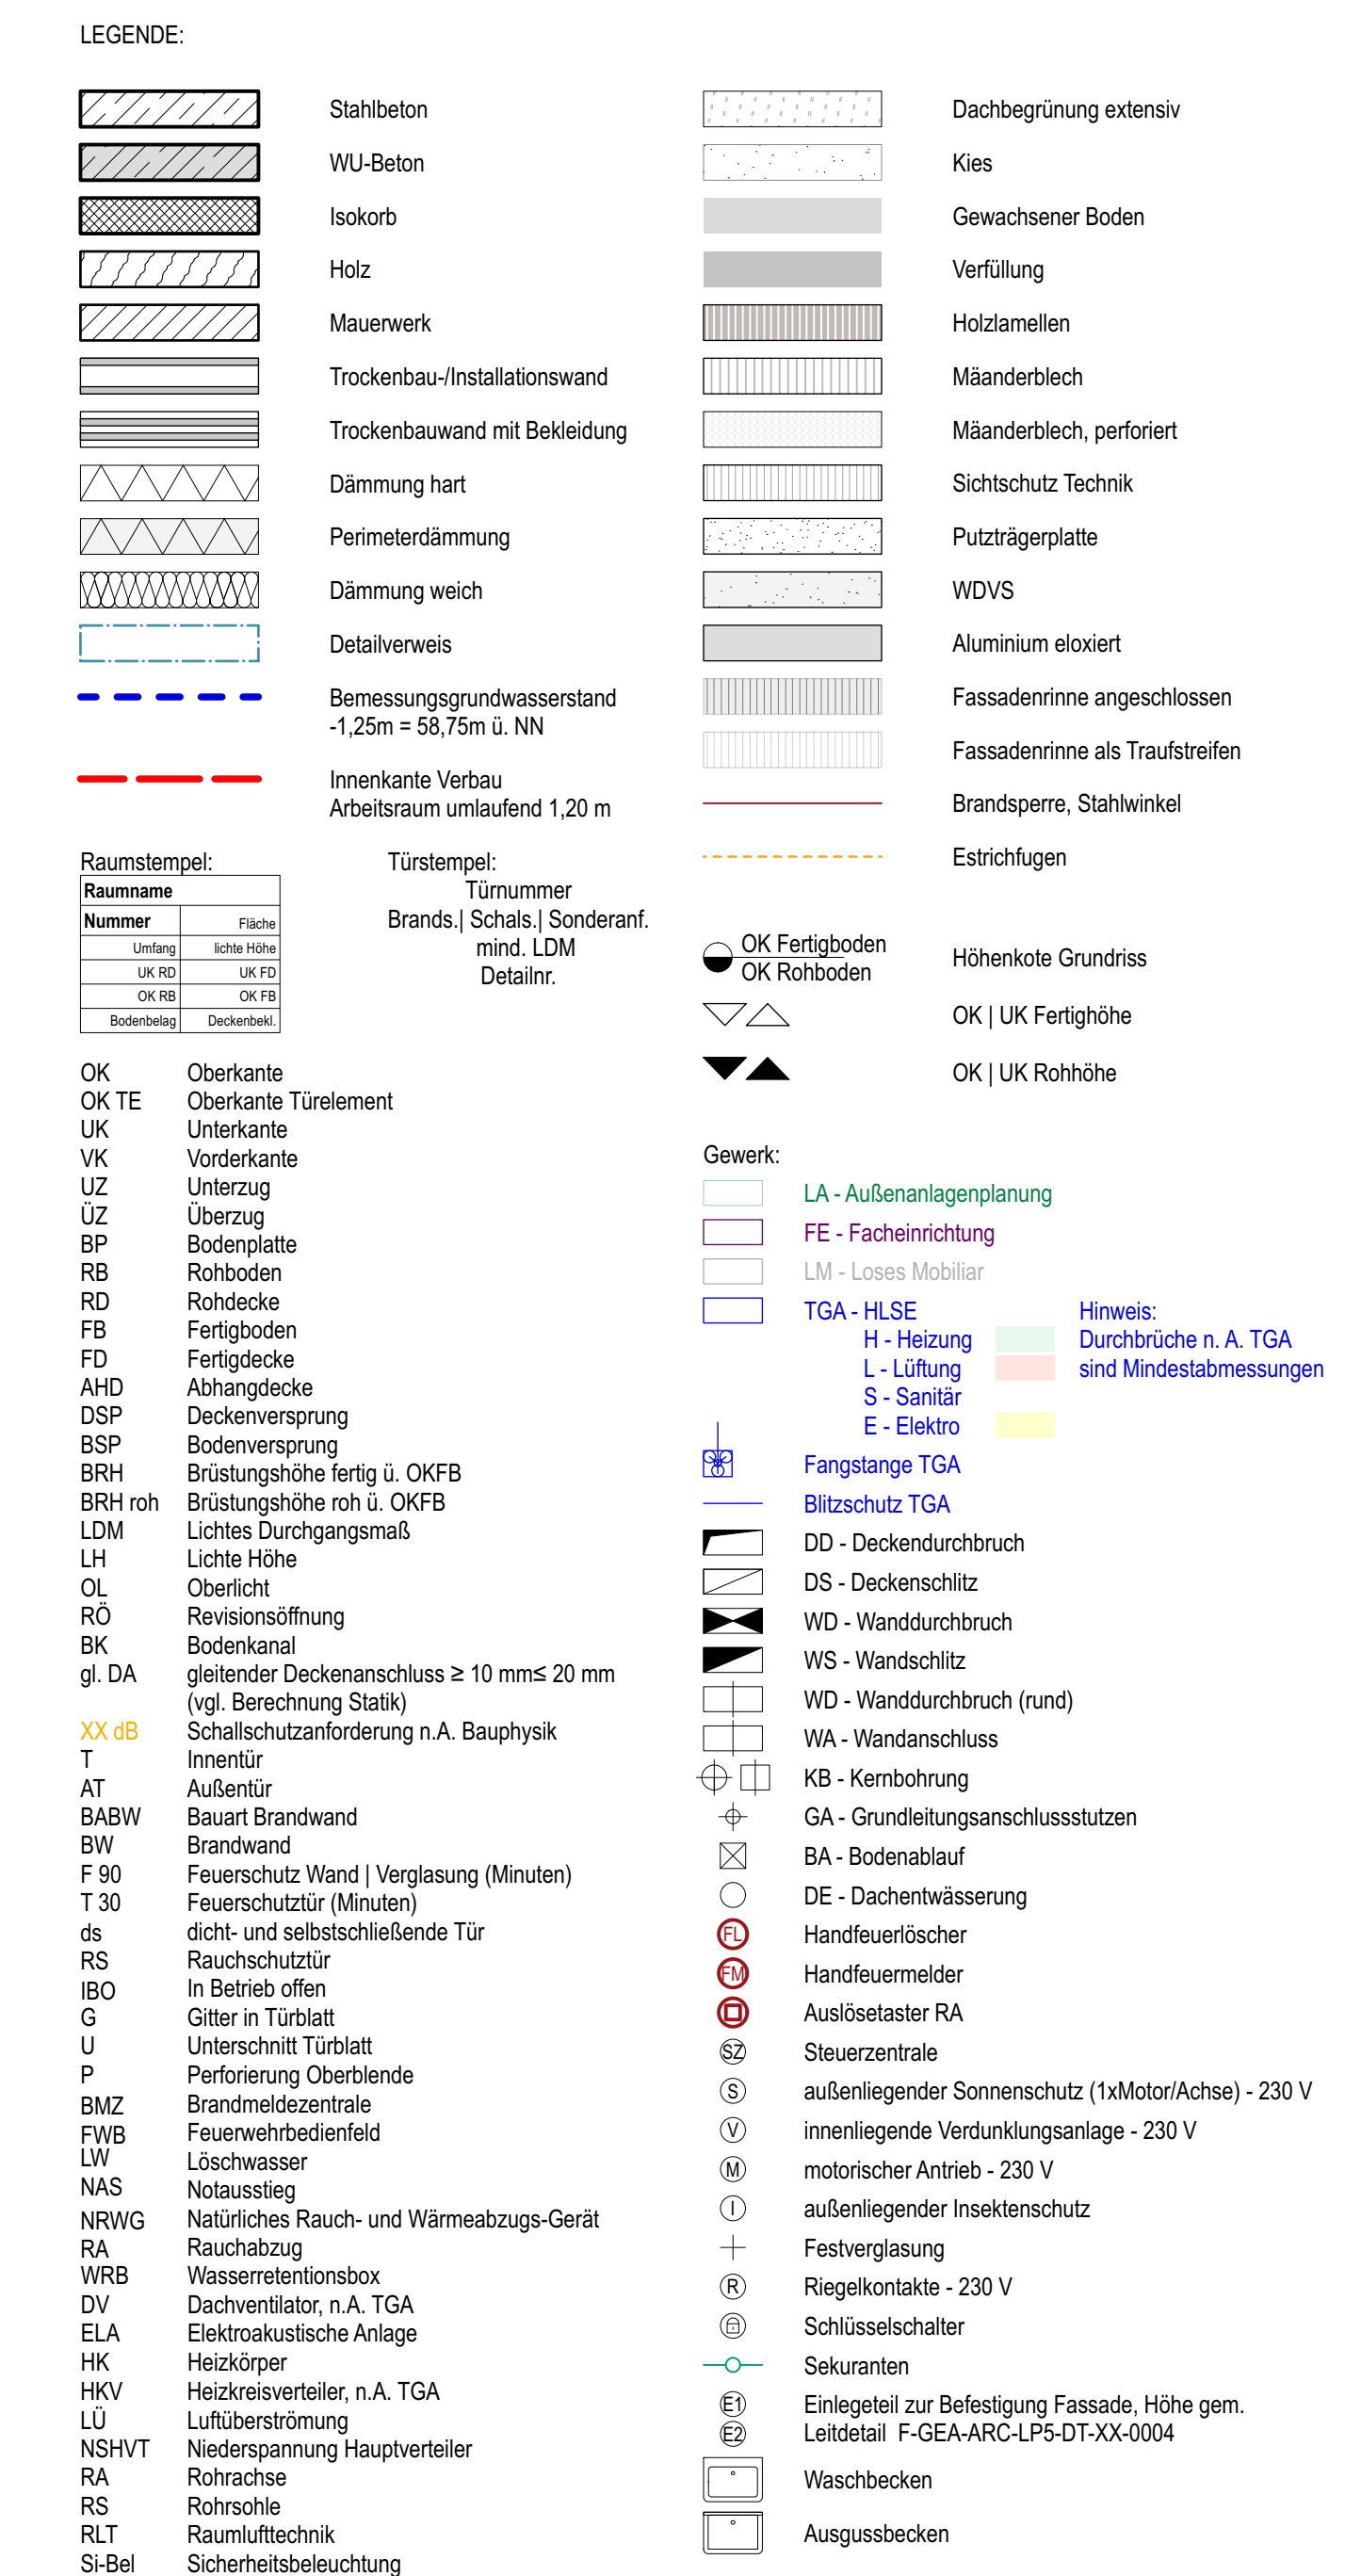 LEGENDE:
Stahlbeton
WU-Beton
Isokorb
Holz
Mauerwerk
Trockenbau-/Installationswand
Trockenbauwand mit Bekleidung
Dämmung hart
Perimeterdämmung
Dämmung weich
Detailverweis
Bemessungsgrundwasserstand
-1,25m = 58,75m ü. NN
Innenkante Verbau
Arbeitsraum umlaufend 1,20 m
Raumstempel:
Raumname
Nummer Fläche
Umfang lichte Höhe
UK RD UK FD
OK RB OK FB
Bodenbelag Deckenbekl.
Türstempel:
Türnummer
Brands.| Schals.| Sonderanf.
mind. LDM
Detailnr.
OK Oberkante
OK TE Oberkante Türelement
UK Unterkante
VK Vorderkante
UZ Unterzug
ÜZ Überzug
BP Bodenplatte
RB Rohboden
RD Rohdecke
FB Fertigboden
FD Fertigdecke
AHD Abhangdecke
DSP Deckenversprung
BSP Bodenversprung
BRH Brüstungshöhe fertig ü. OKFB
BRH roh Brüstungshöhe roh ü. OKFB
LDM Lichtes Durchgangsmaß
LH Lichte Höhe
OL Oberlicht
RÖ Revisionsöffnung
BK Bodenkanal
gl. DA gleitender Deckenanschluss ≥ 10 mm≤ 20 mm
(vgl. Berechnung Statik)
XX dB Schallschutzanforderung n.A. Bauphysik
T Innentür
AT Außentür
BABW Bauart Brandwand
BW Brandwand
F 90 Feuerschutz Wand | Verglasung (Minuten)
T 30 Feuerschutztür (Minuten)
ds dicht- und selbstschließende Tür
RS Rauchschutztür
IBO In Betrieb offen
G Gitter in Türblatt
U Unterschnitt Türblatt
P Perforierung Oberblende
BMZ Brandmeldezentrale
FWB Feuerwehrbedienfeld
LW Löschwasser
NAS Notausstieg
NRWG Natürliches Rauch- und Wärmeabzugs-Gerät
RA Rauchabzug
WRB Wasserretentionsbox
DV Dachventilator, n.A. TGA
ELA Elektroakustische Anlage
HK Heizkörper
HKV Heizkreisverteiler, n.A. TGA
LÜ Luftüberströmung
NSHVT Niederspannung Hauptverteiler
RA Rohrachse
RS Rohrsohle
RLT Raumlufttechnik
Si-Bel Sicherheitsbeleuchtung
Dachbegrünung extensiv
Kies
Gewachsener Boden
Verfüllung
Holzlamellen
Mäanderblech
Mäanderblech, perforiert
Sichtschutz Technik
Putzträgerplatte
WDVS
Aluminium eloxiert
Fassadenrinne angeschlossen
Fassadenrinne als Traufstreifen
Brandsperre, Stahlwinkel
Estrichfugen
OK Fertigboden
OK Rohboden
Höhenkote Grundriss
OK | UK Fertighöhe
OK | UK Rohhöhe
Gewerk:
LA - Außenanlagenplanung
FE - Facheinrichtung
LM - Loses Mobiliar
TGA - HLSE Hinweis:
H - Heizung Durchbrüche n. A. TGA
L - Lüftung sind Mindestabmessungen
S - Sanitär
E - Elektro
Fangstange TGA
Blitzschutz TGA
DD - Deckendurchbruch
DS - Deckenschlitz
WD - Wanddurchbruch
WS - Wandschlitz
WD - Wanddurchbruch (rund)
WA - Wandanschluss
KB - Kernbohrung
GA - Grundleitungsanschlussstutzen
BA - Bodenablauf
DE - Dachentwässerung
FL Handfeuerlöscher
FM Handfeuermelder
Auslösetaster RA
SZ Steuerzentrale
S außenliegender Sonnenschutz (1xMotor/Achse) - 230 V
V innenliegende Verdunklungsanlage - 230 V
M motorischer Antrieb - 230 V
I außenliegender Insektenschutz
Festverglasung
R Riegelkontakte - 230 V
Schlüsselschalter
Sekuranten
E1 Einlegeteil zur Befestigung Fassade, Höhe gem.
E2 Leitdetail F-GEA-ARC-LP5-DT-XX-0004
Waschbecken
Ausgussbecken